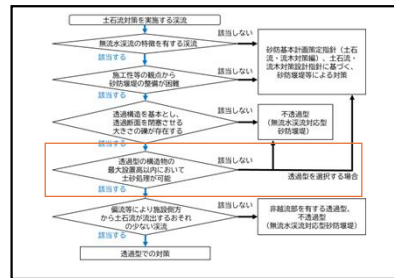 土石流対策を実施する渓流
無流水渓流の特徴を有する渓流
該当しない
該当する
砂防基本計画策定指針（土石
流・流木対策編）、土石流・
流木対策設計指針に基づく、
砂防堰堤等による対策
施工性等の観点から
砂防堰堤の整備が困難
該当しない
該当する
透過構造を基本とし、
透過断面を閉塞させる
大きさの礫が存在する
該当しない
不透過型
（無流水渓流対応型
砂防堰堤）
該当する
透過型の構造物の
最大設置高以内において
土砂処理が可能
該当しない
透過型を選択する場合
該当する
偏流等により施設側方
から土石流が流出するおそれ
の少ない渓流
該当しない
非越流部を有する透過型、
不透過型
（無流水渓流対応型砂防堰堤）
該当する
透過型での対策